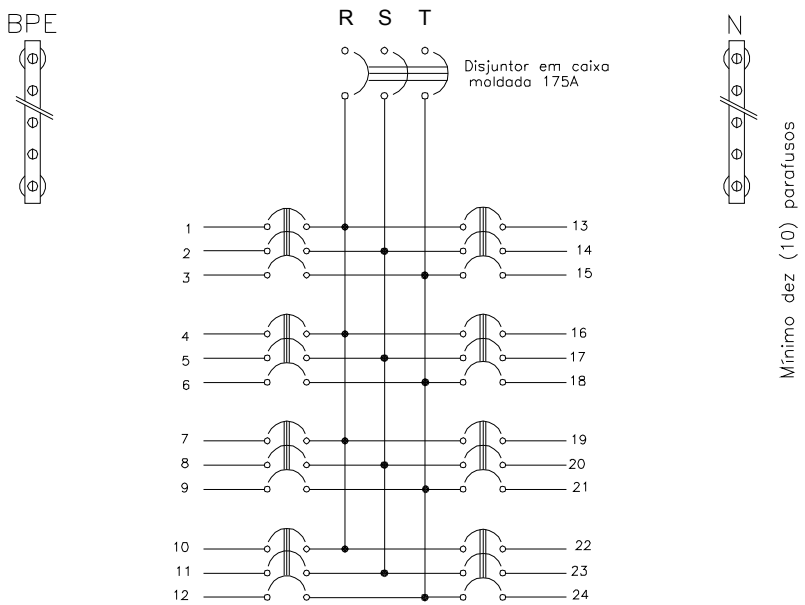 BPE
R S T
N
Disjuntor em caixa
moldada 175A
Mínimo dez (10) parafusos
1 13
2 14
3 15
4 16
5 17
6 18
7 19
8 20
9 21
10 22
11 23
12 24